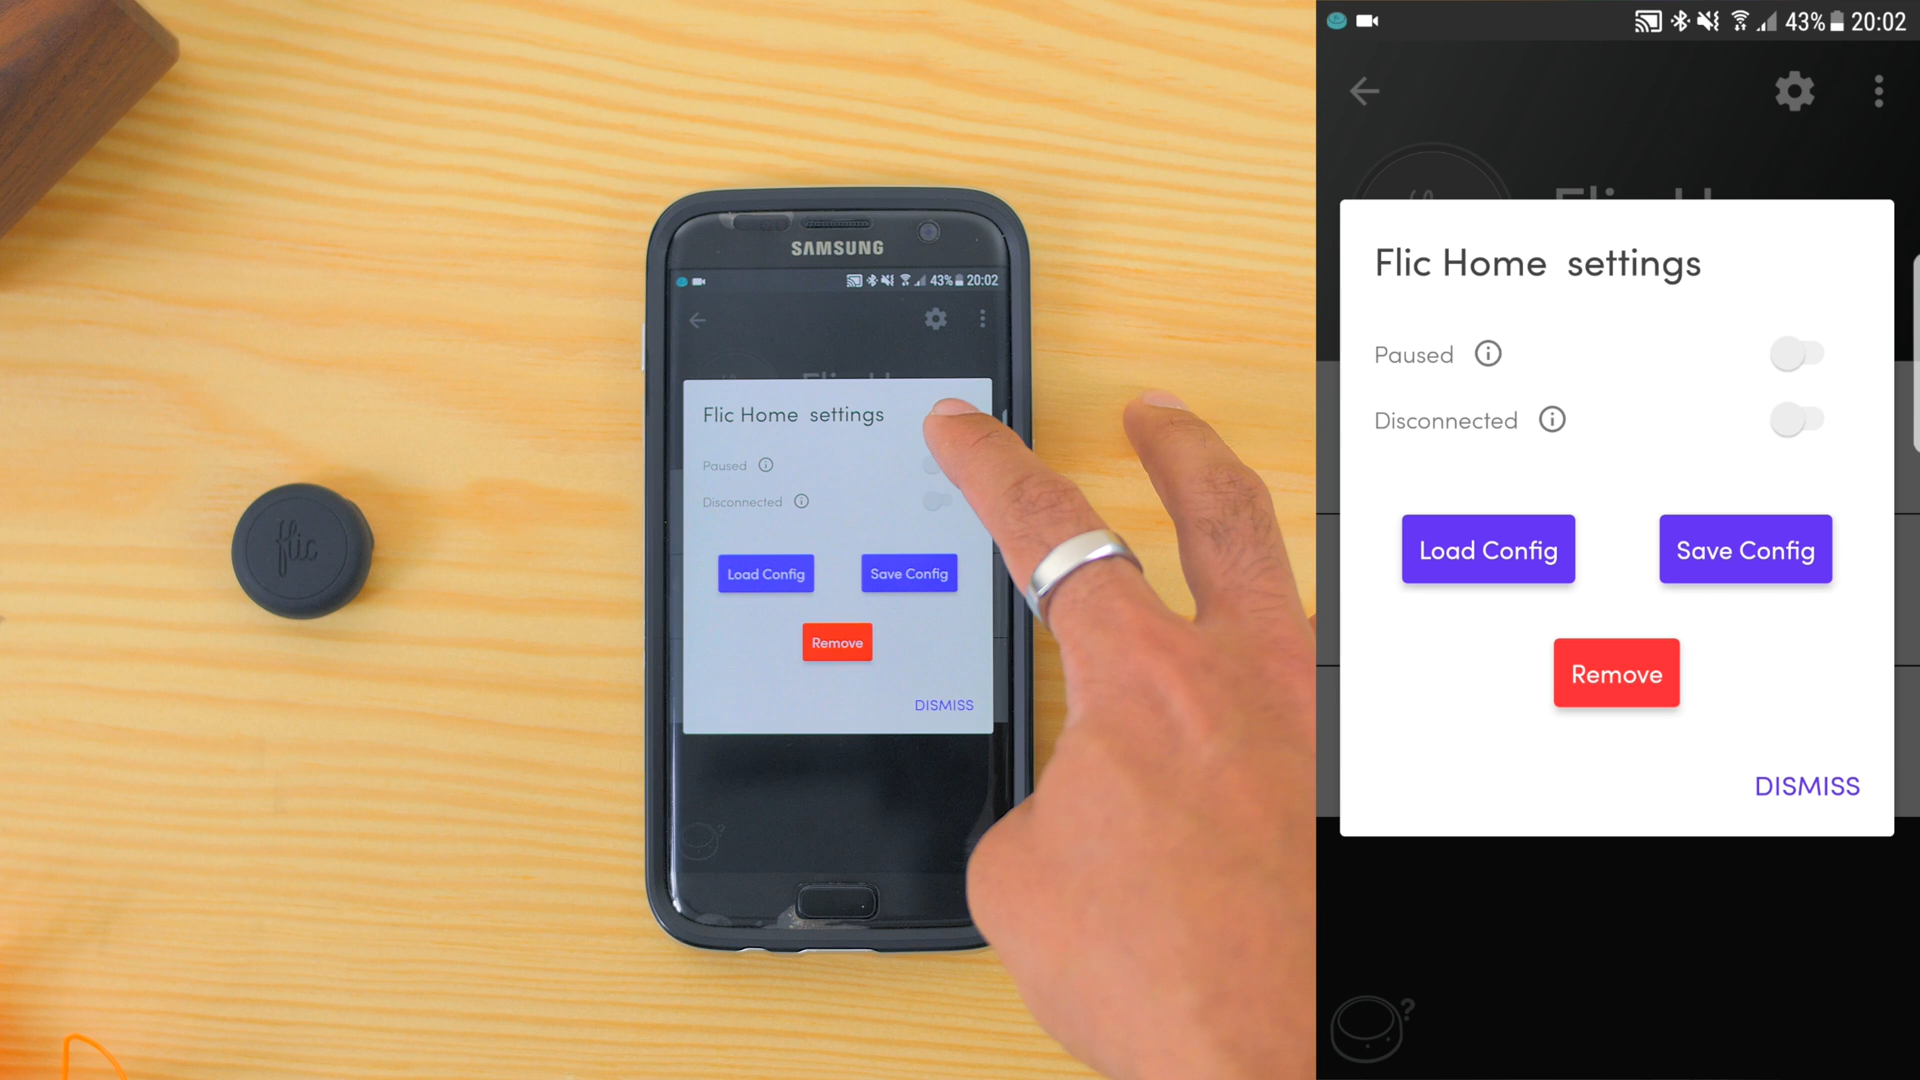 flic
SAMSUNG
43% 20:02
Flic Home settings
Paused
Disconnected
Load Config
Save Config
Remove
DISMISS
43% 20:02
Flic Home settings
Paused
Disconnected
Load Config
Save Config
Remove
DISMISS